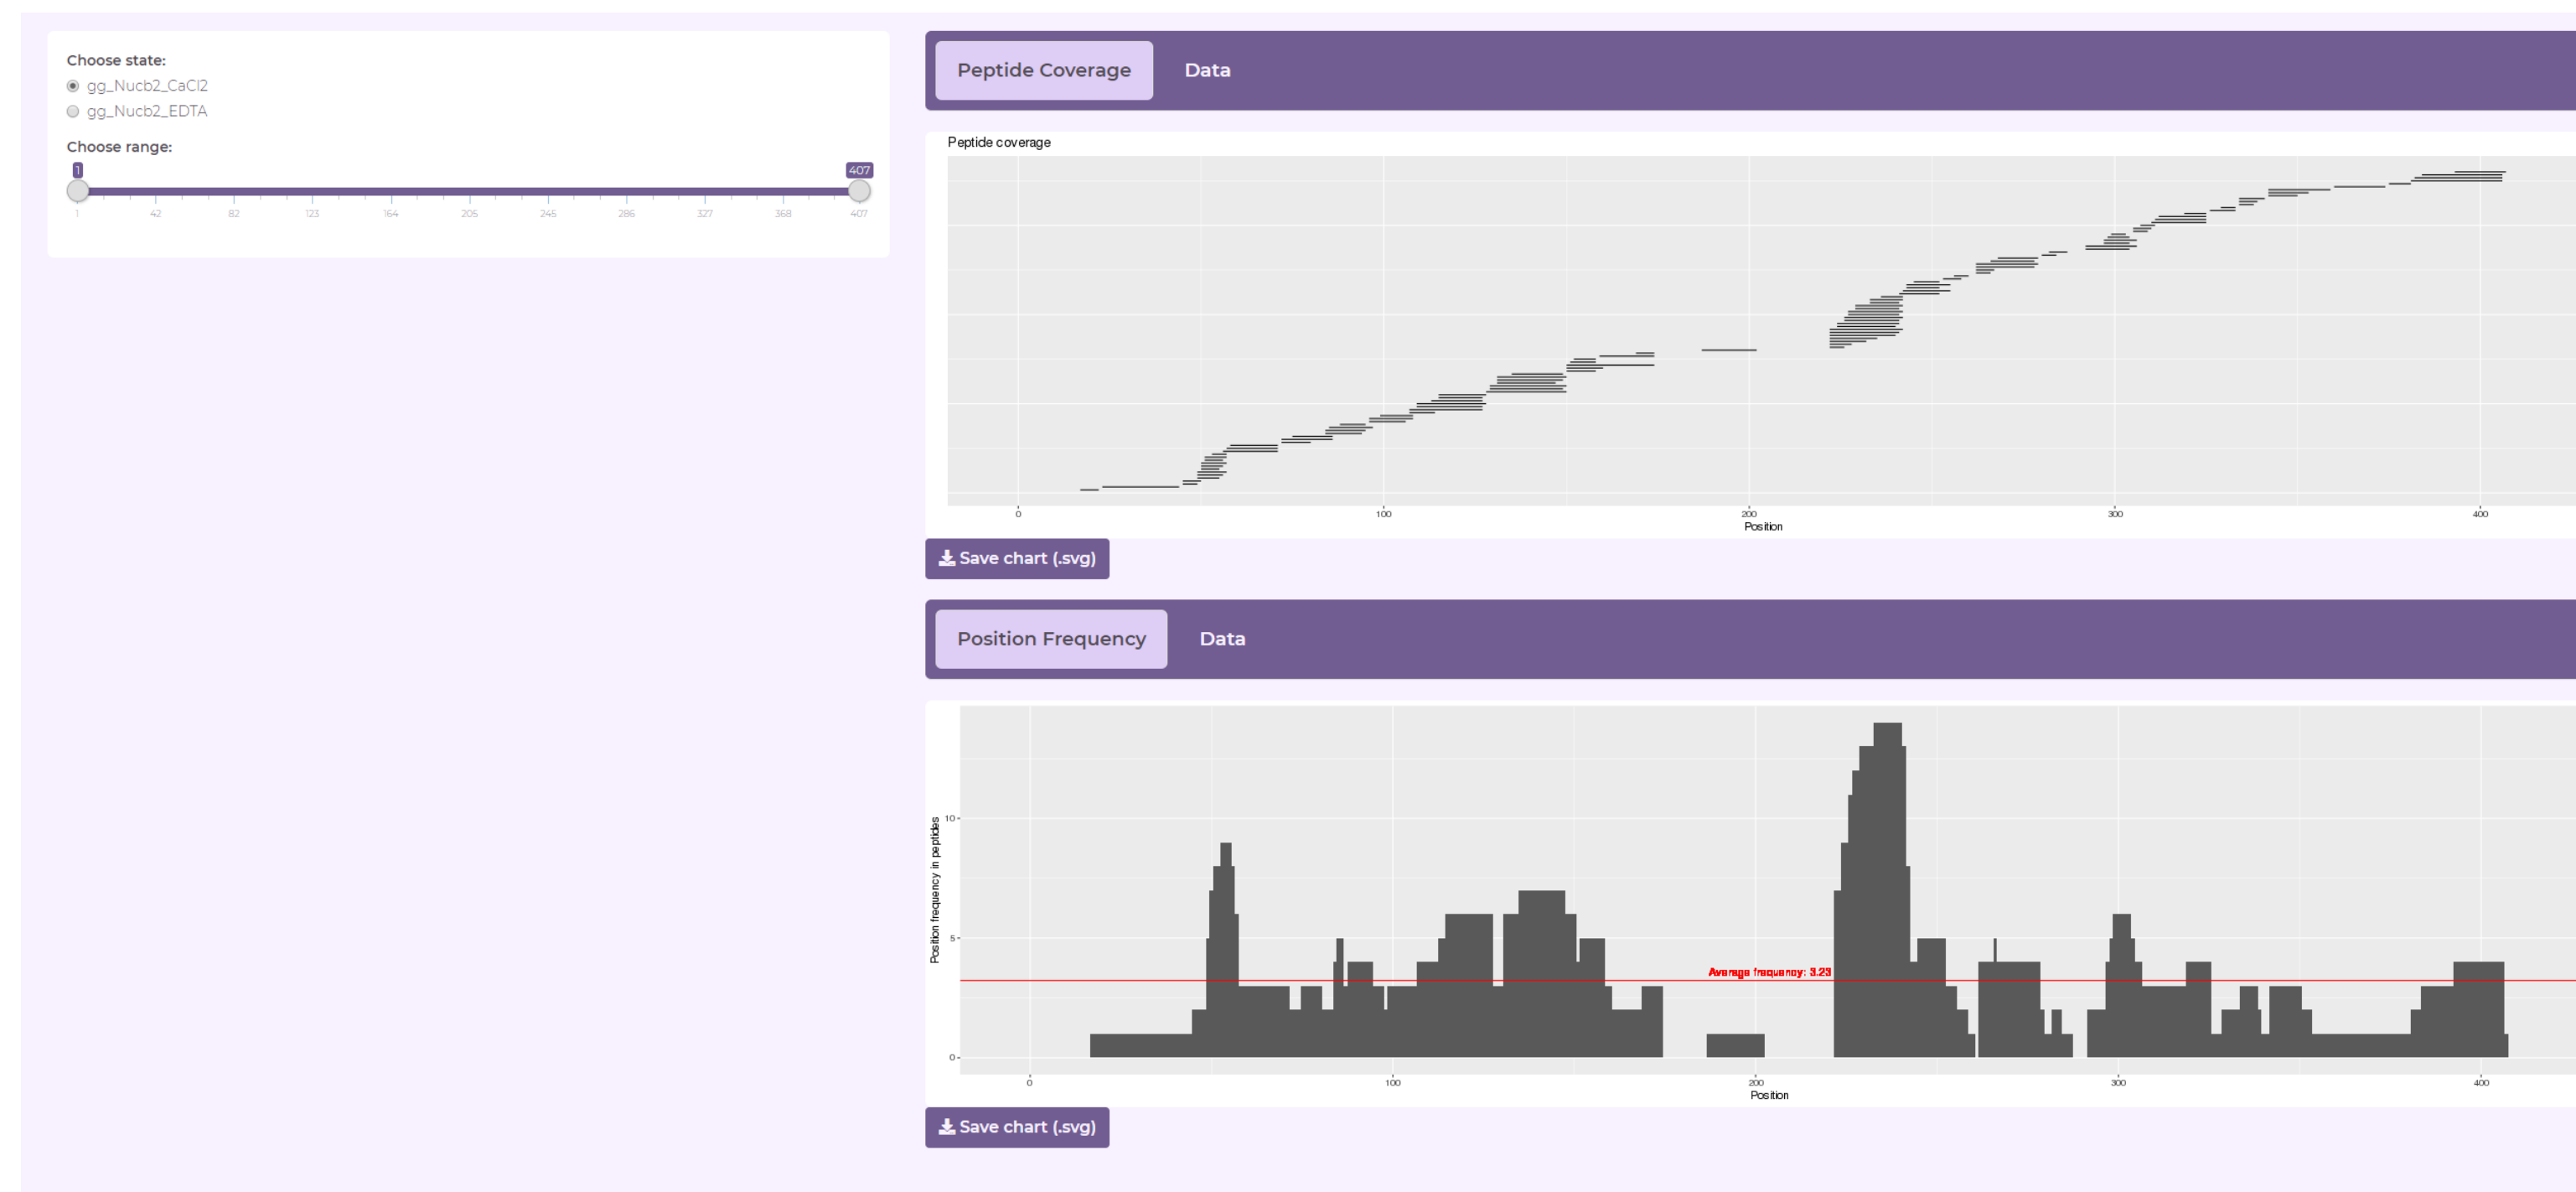 Choose state:
gg_Nucb2_CaCl2
gg_Nucb2_EDTA
Choose range:
1 407
1 42 82 123 164 205 245 286 327 368 407
Peptide Coverage Data
Peptide coverage
0 100 200 300 400
Position
Save chart (.svg)
Position Frequency Data
Position frequency in peptides
10
5
0
Average frequency: 3.23
0 100 200 300 400
Position
Save chart (.svg)